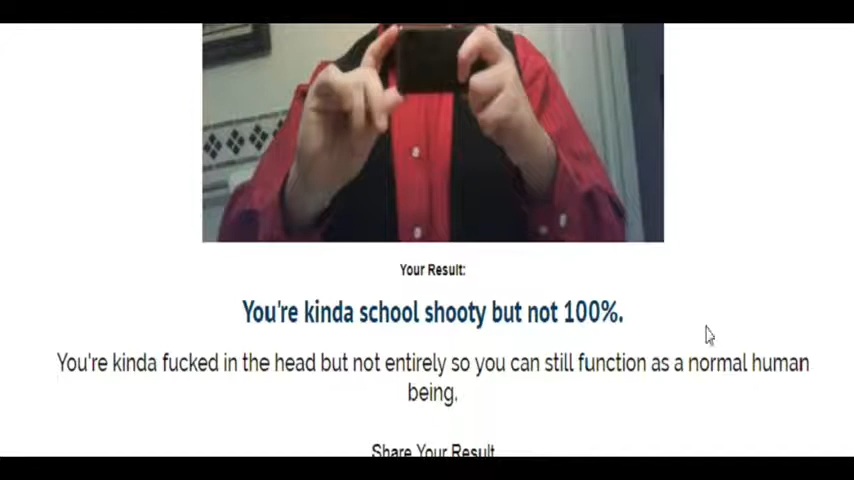 Your Result:
You're kinda school shooty but not 100%.
You're kinda fucked in the head but not entirely so you can still function as a normal human
being.
Share Your Result